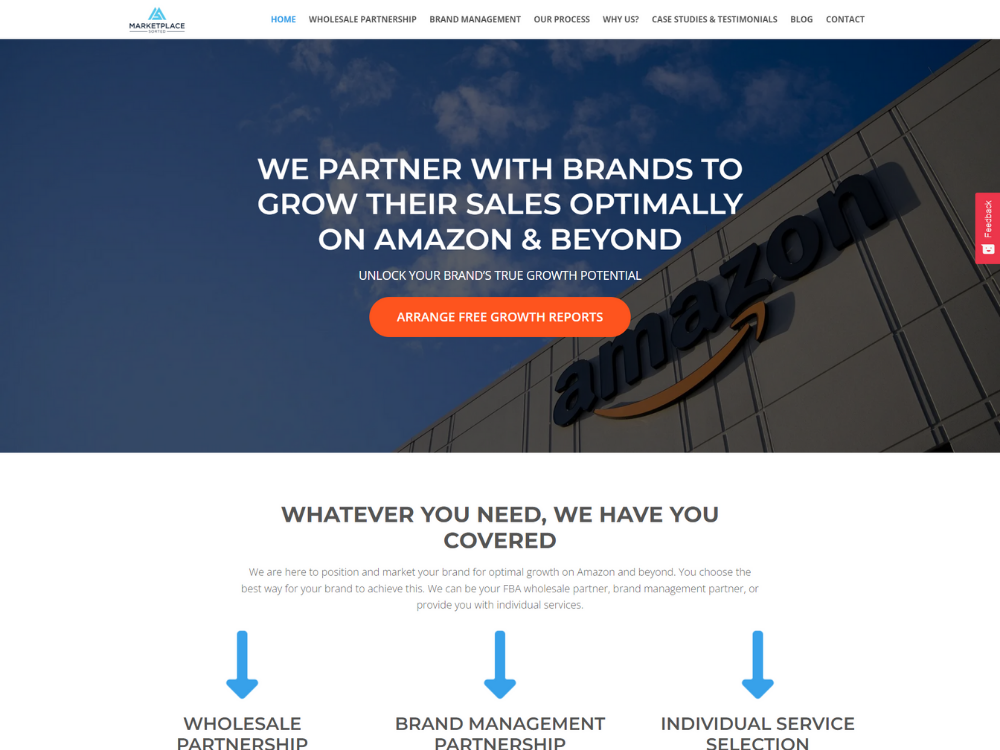 MARKETPLACE
SORTED
HOME WHOLESALE PARTNERSHIP BRAND MANAGEMENT OUR PROCESS WHY US? CASE STUDIES & TESTIMONIALS BLOG CONTACT
WE PARTNER WITH BRANDS TO
GROW THEIR SALES OPTIMALLY
ON AMAZON & BEYOND
UNLOCK YOUR BRAND'S TRUE GROWTH POTENTIAL
ARRANGE FREE GROWTH REPORTS
amazon
Feedback
WHATEVER YOU NEED, WE HAVE YOU
COVERED
We are here to position and market your brand for optimal growth on Amazon and beyond. You choose the
best way for your brand to achieve this. We can be your FBA wholesale partner, brand management partner, or
provide you with individual services.
WHOLESALE
PARTNERSHIP
BRAND MANAGEMENT
PARTNERSHIP
INDIVIDUAL SERVICE
SELECTION